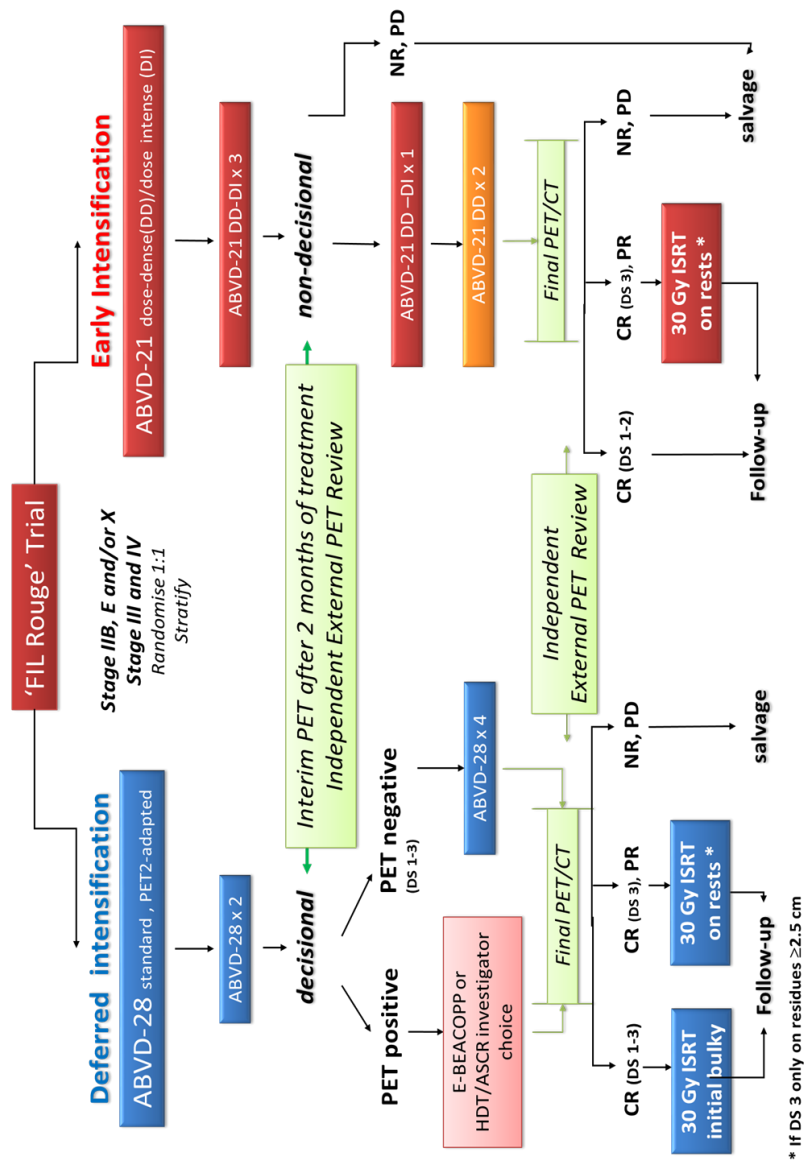 'FIL Rouge' Trial
Deferred intensification
Early Intensification
ABVD-28 standard , PET2-adapted
Stage IIB, E and/or X
Stage III and IV
Randomise 1:1
Stratify
ABVD-21 dose-dense(DD)/dose intense (DI)
ABVD-28 x 2
ABVD-21 DD-DI x 3
decisional
Interim PET after 2 months of treatment
Independent External PET Review
non-decisional
PET positive
PET negative
(DS 1-3)
NR, PD
E-BEACOPP or
HDT/ASCR investigator
choice
ABVD-28 x 4
ABVD-21 DD –DI x 1
ABVD-21 DD x 2
Final PET/CT
Independent
External PET Review
Final PET/CT
CR (DS 1-3)
CR (DS 3), PR
NR, PD
CR (DS 1-2)
CR (DS 3), PR
NR, PD
30 Gy ISRT
initial bulky
30 Gy ISRT
on rests *
salvage
30 Gy ISRT
on rests *
salvage
Follow-up
Follow-up
* If DS 3 only on residues ≥2.5 cm